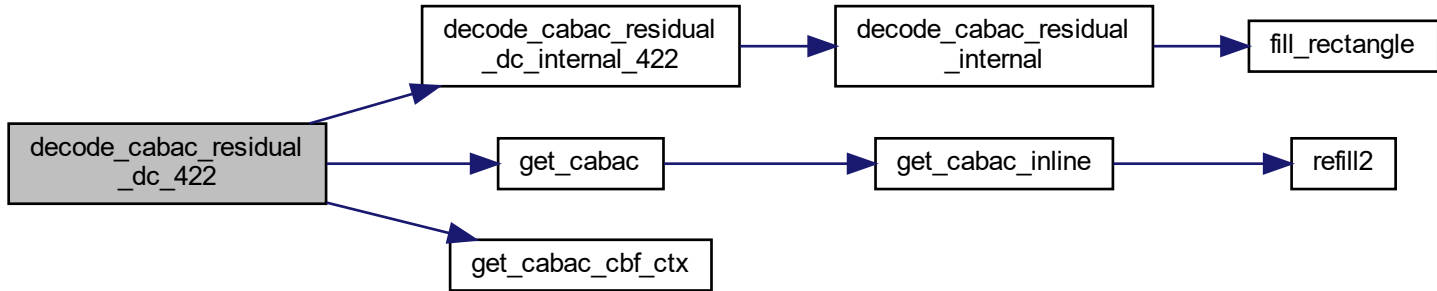 decode_cabac_residual
_dc_422
decode_cabac_residual
_dc_internal_422
decode_cabac_residual
_internal
fill_rectangle
get_cabac
get_cabac_inline
refill2
get_cabac_cbf_ctx